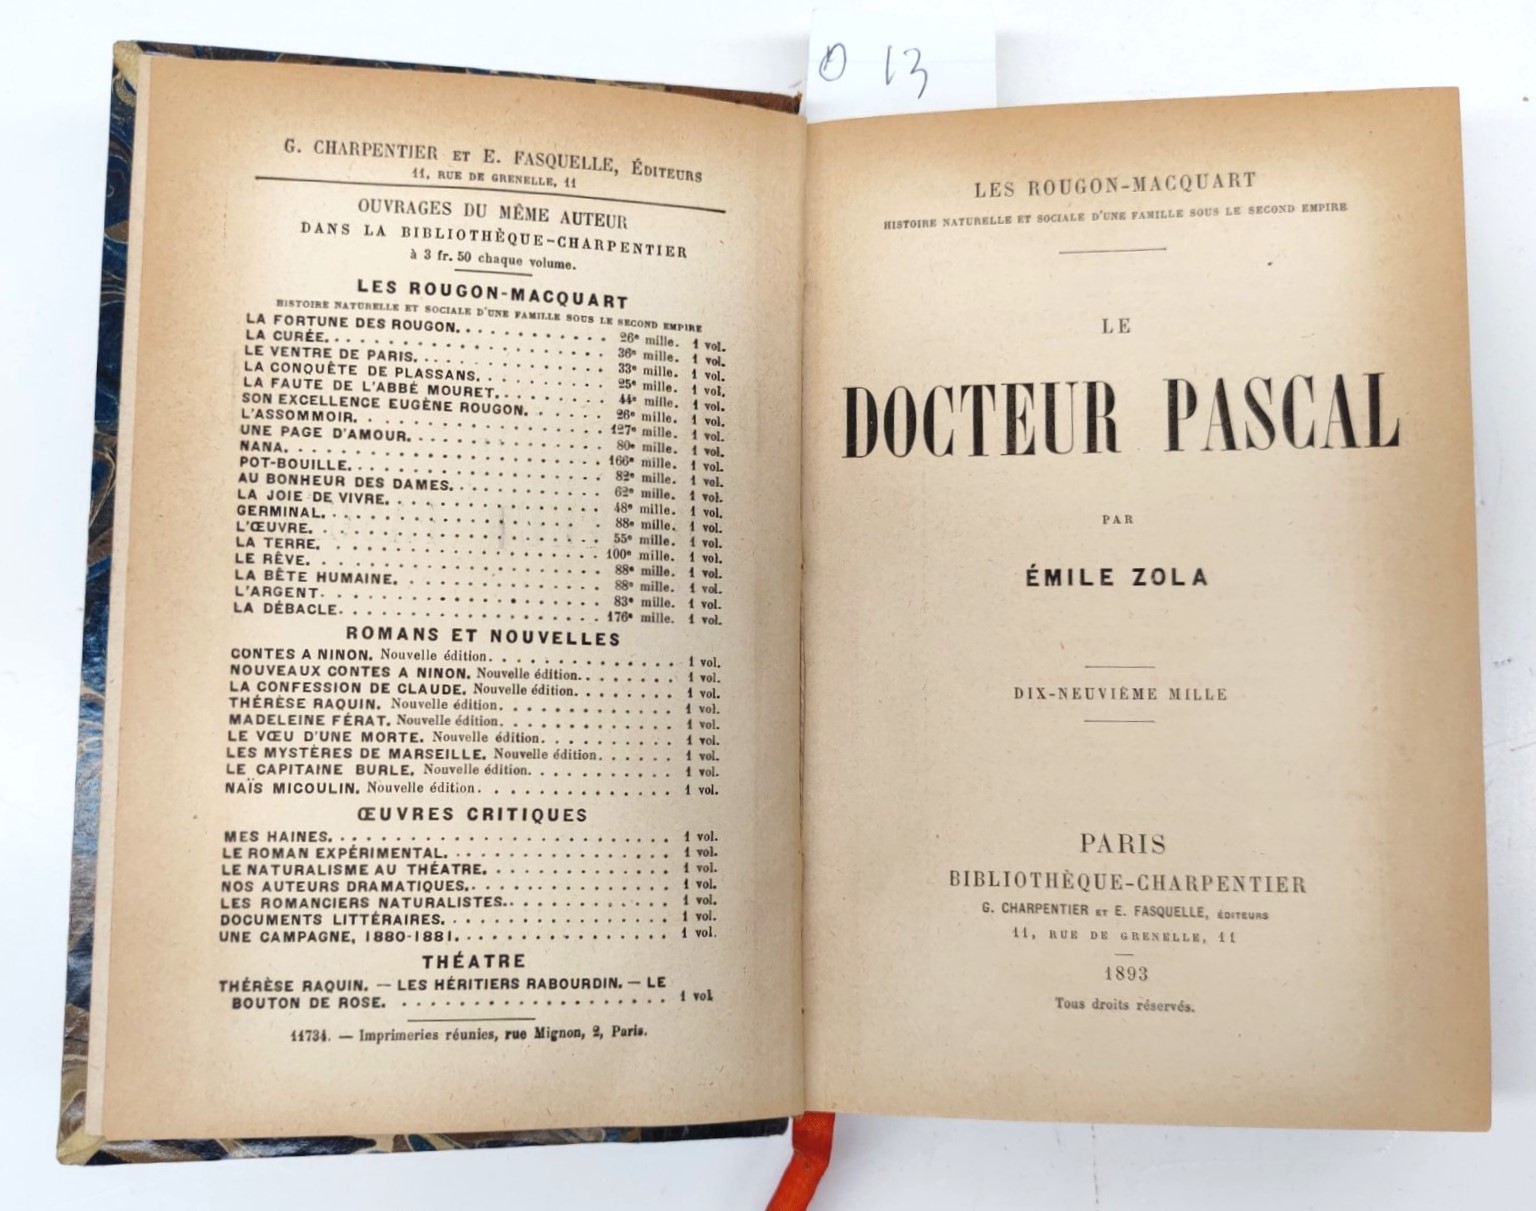 O 13
G. CHARPENTIER ET E. FASQUELLE, ÉDITEURS
11, RUE DE GRENELLE, 11
OUVRAGES DU MÊME AUTEUR
DANS LA BIBLIOTHÈQUE-CHARPENTIER
à 3 fr. 50 chaque volume.
LES ROUGON-MACQUART
HISTOIRE NATURELLE ET SOCIALE D'UNE FAMILLE SOUS LE SECOND EMPIRE
LA FORTUNE DES ROUGON. 26e mille. 1 vol.
LA CURÉE. 36e mille. 1 vol.
LE VENTRE DE PARIS. 33e mille. 1 vol.
LA CONQUÊTE DE PLASSANS. 25e mille. 1 vol.
LA FAUTE DE L'ABBÉ MOURET. 44e mille. 1 vol.
SON EXCELLENCE EUGÈNE ROUGON. 26e mille. 1 vol.
L'ASSOMMOIR. 127e mille. 1 vol.
UNE PAGE D'AMOUR. 80e mille. 1 vol.
NANA. 166e mille. 1 vol.
POT-BOUILLE. 82e mille. 1 vol.
AU BONHEUR DES DAMES. 62e mille. 1 vol.
LA JOIE DE VIVRE. 48e mille. 1 vol.
GERMINAL. 88e mille. 1 vol.
L'ŒUVRE. 55e mille. 1 vol.
LA TERRE. 100e mille. 1 vol.
LE RÊVE. 88e mille. 1 vol.
LA BÊTE HUMAINE. 88e mille. 1 vol.
L'ARGENT. 83e mille. 1 vol.
LA DÉBACLE. 176e mille. 1 vol.
ROMANS ET NOUVELLES
CONTES A NINON. Nouvelle édition. 1 vol.
NOUVEAUX CONTES A NINON. Nouvelle édition. 1 vol.
LA CONFESSION DE CLAUDE. Nouvelle édition. 1 vol.
THÉRÈSE RAQUIN. Nouvelle édition. 1 vol.
MADELEINE FÉRAT. Nouvelle édition. 1 vol.
LE VŒU D'UNE MORTE. Nouvelle édition. 1 vol.
LES MYSTÈRES DE MARSEILLE. Nouvelle édition. 1 vol.
LE CAPITAINE BURLE. Nouvelle édition. 1 vol.
NAÏS MICOULIN. Nouvelle édition. 1 vol.
ŒUVRES CRITIQUES
MES HAINES. 1 vol.
LE ROMAN EXPÉRIMENTAL. 1 vol.
LE NATURALISME AU THÉATRE. 1 vol.
NOS AUTEURS DRAMATIQUES. 1 vol.
LES ROMANCIERS NATURALISTES. 1 vol.
DOCUMENTS LITTÉRAIRES. 1 vol.
UNE CAMPAGNE, 1880-1881. 1 vol.
THÉATRE
THÉRÈSE RAQUIN. — LES HÉRITIERS RABOURDIN. — LE
BOUTON DE ROSE. 1 vol
11734. — Imprimeries réunies, rue Mignon, 2, Paris.
LES ROUGON-MACQUART
HISTOIRE NATURELLE ET SOCIALE D'UNE FAMILLE SOUS LE SECOND EMPIRE
LE
DOCTEUR PASCAL
PAR
ÉMILE ZOLA
DIX-NEUVIÈME MILLE
PARIS
BIBLIOTHÈQUE-CHARPENTIER
G. CHARPENTIER ET E. FASQUELLE, ÉDITEURS
11, RUE DE GRENELLE, 11
1893
Tous droits réservés.